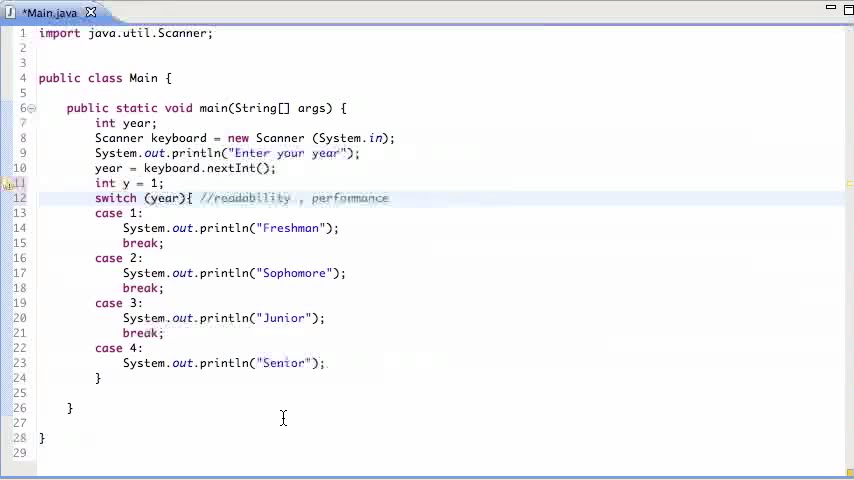 *Main.java
1 import java.util.Scanner;
2
3
4 public class Main {
5
6 public static void main(String[] args) {
7 int year;
8 Scanner keyboard = new Scanner (System.in);
9 System.out.println("Enter your year");
10 year = keyboard.nextInt();
11 int y = 1;
12 switch (year){ //readability , performance
13 case 1:
14 System.out.println("Freshman");
15 break;
16 case 2:
17 System.out.println("Sophomore");
18 break;
19 case 3:
20 System.out.println("Junior");
21 break;
22 case 4:
23 System.out.println("Senior");
24 }
25
26 }
27
28 }
29